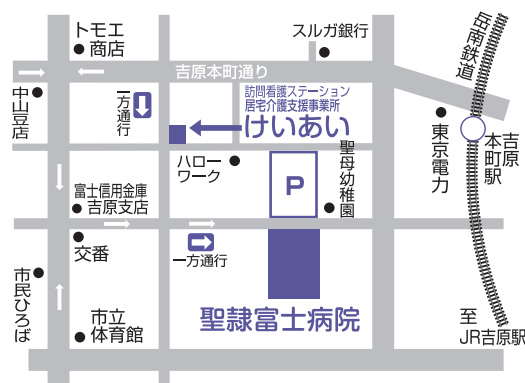 トモエ
商店
スルガ銀行
岳南鉄道
吉原本町通り
中山豆店
一方通行
訪問看護ステーション
居宅介護支援事業所
けいあい
東京電力
吉原
本町駅
ハロー
ワーク
聖母幼稚園
P
富士信用金庫
吉原支店
交番
一方通行
市民ひろば
市立
体育館
聖隷富士病院
至
JR吉原駅